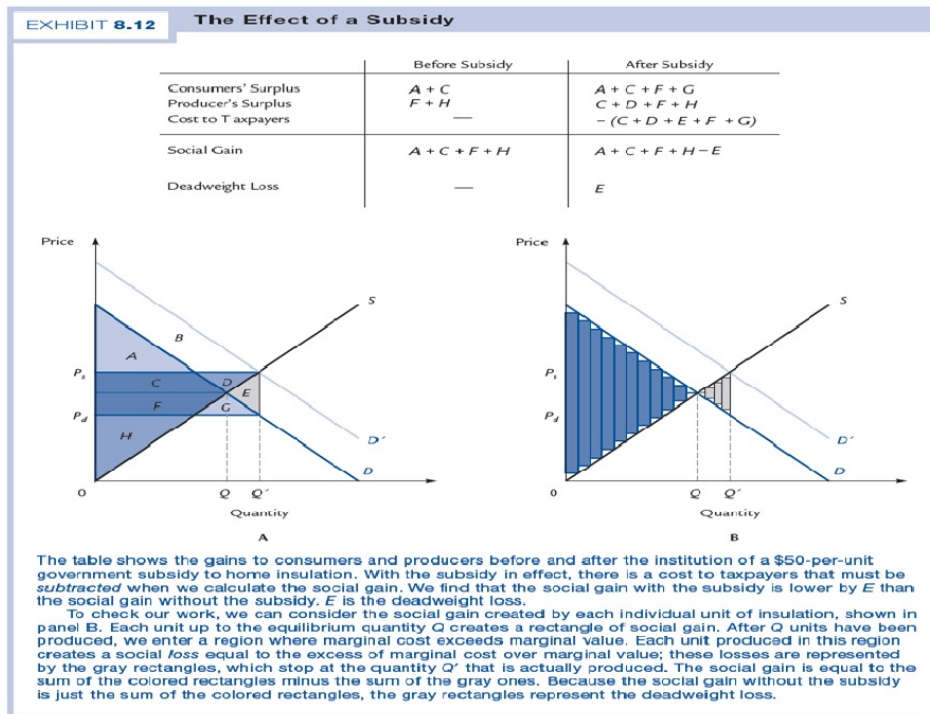 EXHIBIT 8.12 The Effect of a Subsidy
Before Subsidy After Subsidy
Consumers' Surplus A + C A + C + F + G
Producer's Surplus F + H C + D + F + H
Cost to Taxpayers — – (C + D + E + F + G)
Social Gain A + C + F + H A + C + F + H – E
Deadweight Loss — E
Price
S
B
A
Ps
C D
E
F G
Pd
H
D′
D
0 Q Q′
Quantity
A
Price
S
Ps
Pd
D′
D
0 Q Q′
Quantity
B
The table shows the gains to consumers and producers before and after the institution of a $50-per-unit
government subsidy to home insulation. With the subsidy in effect, there is a cost to taxpayers that must be
subtracted when we calculate the social gain. We find that the social gain with the subsidy is lower by E than
the social gain without the subsidy. E is the deadweight loss.
To check our work, we can consider the social gain created by each individual unit of insulation, shown in
panel B. Each unit up to the equilibrium quantity Q creates a rectangle of social gain. After Q units have been
produced, we enter a region where marginal cost exceeds marginal value. Each unit produced in this region
creates a social loss equal to the excess of marginal cost over marginal value; these losses are represented
by the gray rectangles, which stop at the quantity Q′ that is actually produced. The social gain is equal to the
sum of the colored rectangles minus the sum of the gray ones. Because the social gain without the subsidy
is just the sum of the colored rectangles, the gray rectangles represent the deadweight loss.